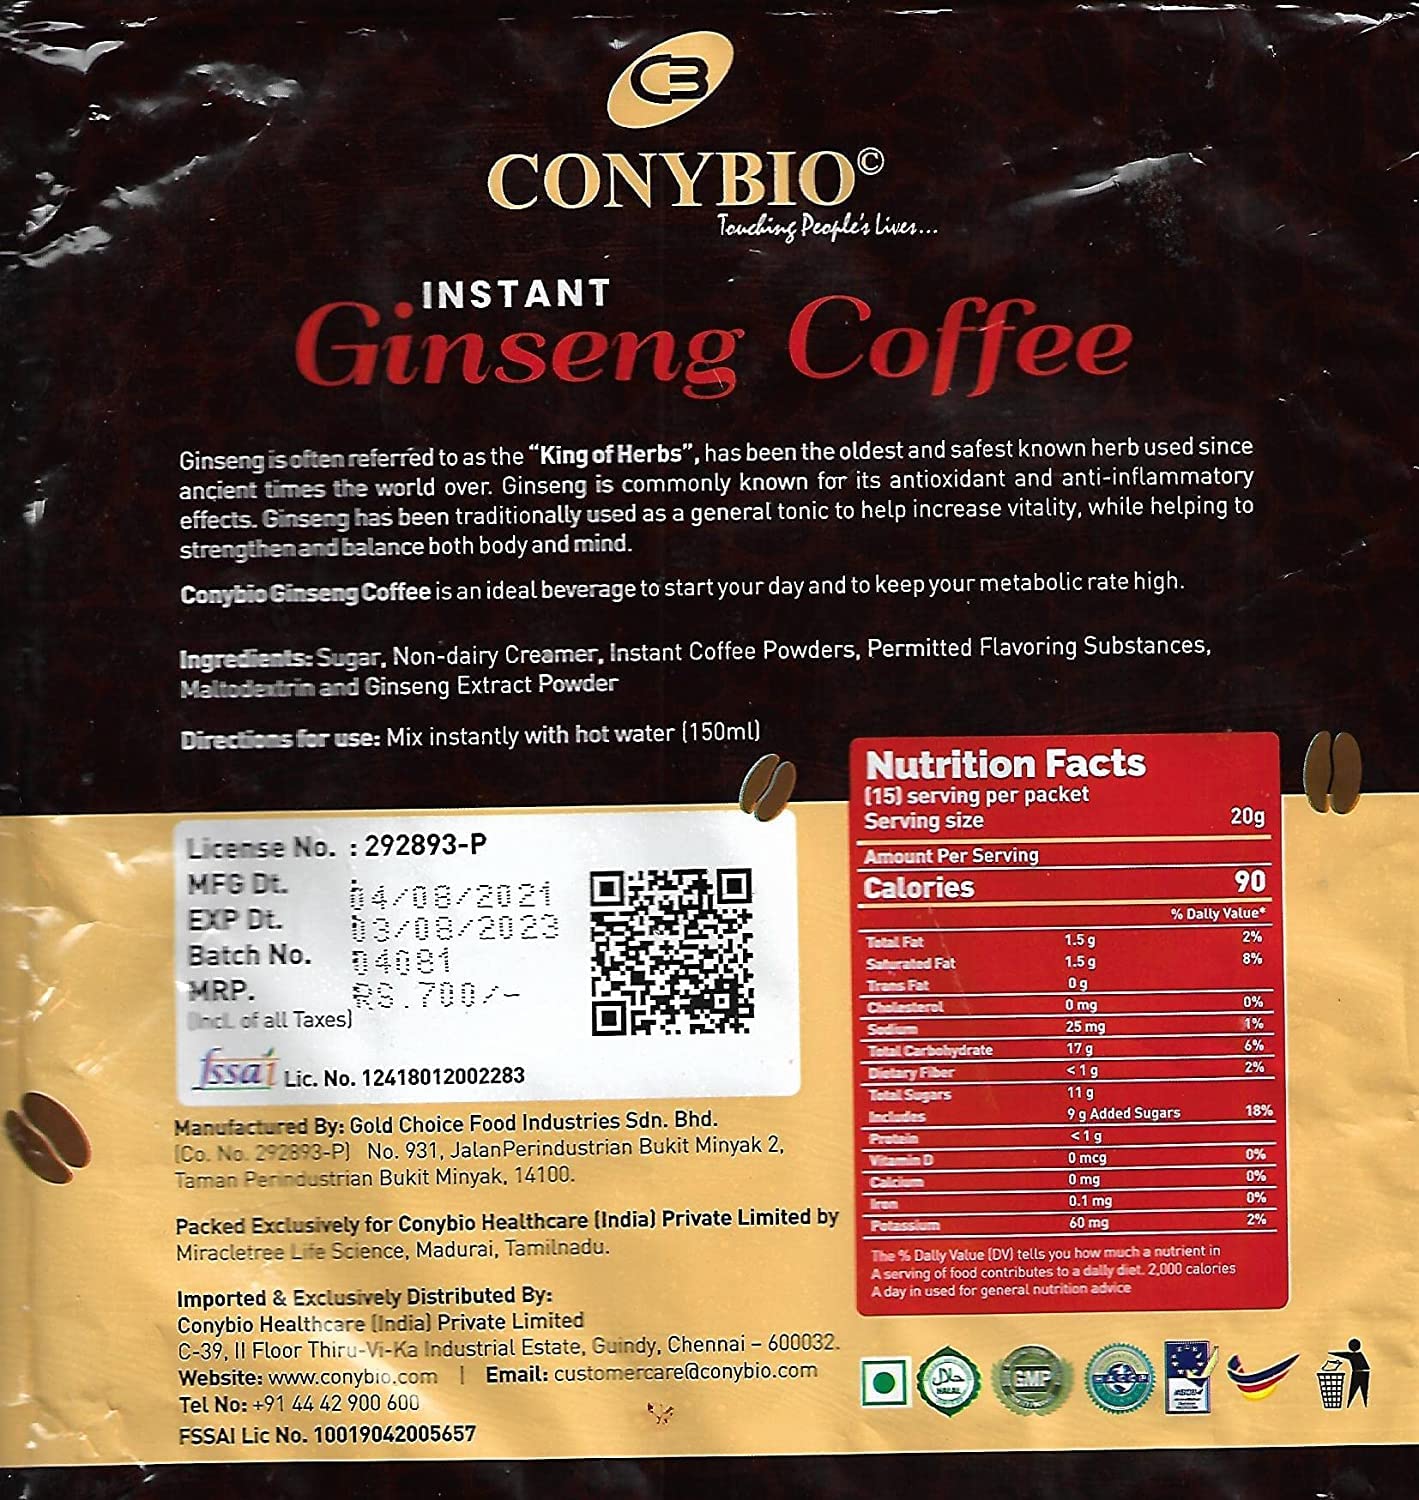 CB
CONYBIO©
Touching People's Lives...
INSTANT
Ginseng Coffee
Ginseng is often referred to as the “King of Herbs”, has been the oldest and safest known herb used since
ancient times the world over. Ginseng is commonly known for its antioxidant and anti-inflammatory
effects. Ginseng has been traditionally used as a general tonic to help increase vitality, while helping to
strengthen and balance both body and mind.
Conybio Ginseng Coffee is an ideal beverage to start your day and to keep your metabolic rate high.
Ingredients: Sugar, Non-dairy Creamer, Instant Coffee Powders, Permitted Flavoring Substances,
Maltodextrin and Ginseng Extract Powder
Directions for use: Mix instantly with hot water (150ml)
License No. : 292893-P
MFG Dt. 04/08/2021
EXP Dt. 03/08/2023
Batch No. 04081
MRP. RS.700/-
(Incl. of all Taxes)
fssai Lic. No. 12418012002283
Manufactured By: Gold Choice Food Industries Sdn. Bhd.
(Co. No. 292893-P) No. 931, JalanPerindustrian Bukit Minyak 2,
Taman Perindustrian Bukit Minyak, 14100.
Packed Exclusively for Conybio Healthcare (India) Private Limited by
Miracletree Life Science, Madurai, Tamilnadu.
Imported & Exclusively Distributed By:
Conybio Healthcare (India) Private Limited
C-39, II Floor Thiru-Vi-Ka Industrial Estate, Guindy, Chennai – 600032.
Website: www.conybio.com | Email: customercare@conybio.com
Tel No: +91 44 42 900 600
FSSAI Lic No. 10019042005657
Nutrition Facts
(15) serving per packet
Serving size 20g
Amount Per Serving
Calories 90
% Dally Value*
Total Fat 1.5 g 2%
Saturated Fat 1.5 g 8%
Trans Fat 0 g
Cholesterol 0 mg 0%
Sodium 25 mg 1%
Total Carbohydrate 17 g 6%
Dietary Fiber < 1 g 2%
Total Sugars 11 g
Includes 9 g Added Sugars 18%
Protein < 1 g
Vitamin D 0 mcg 0%
Calcium 0 mg 0%
Iron 0.1 mg 0%
Potassium 60 mg 2%
The % Dally Value (DV) tells you how much a nutrient in
A serving of food contributes to a dally diet. 2,000 calories
A day in used for general nutrition advice
حلال
HALAL
GMP
HACCP